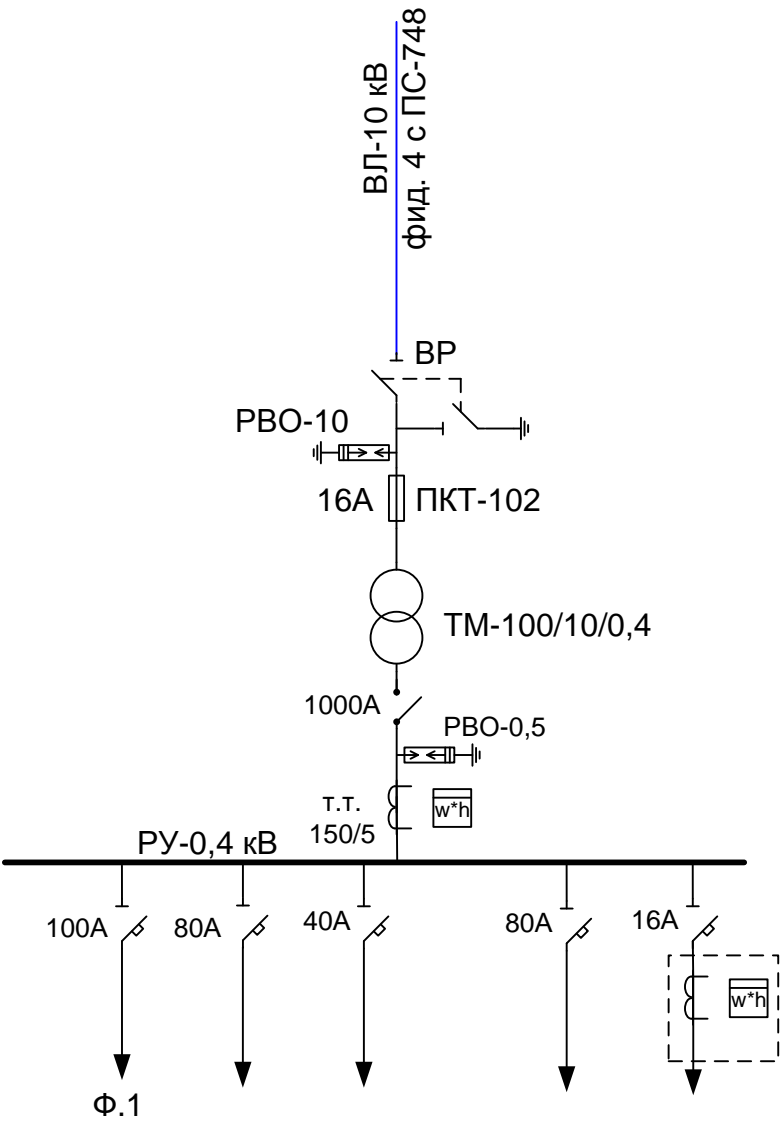 ВЛ-10 кВ
фид. 4 с ПС-748
ВР
РВО-10
16А
ПКТ-102
ТМ-100/10/0,4
1000А
РВО-0,5
т.т.
150/5
w*h
РУ-0,4 кВ
100А
80А
40А
80А
16А
w*h
Ф.1